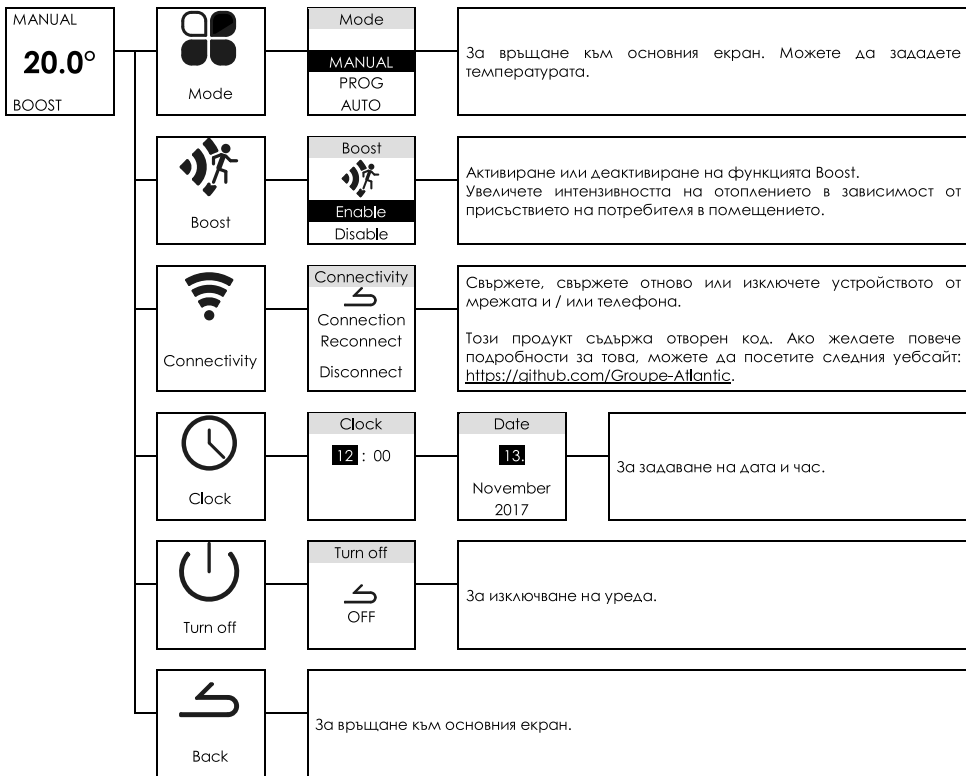 MANUAL
20.0°
BOOST
Mode
Mode
MANUAL
PROG
AUTO
За връщане към основния екран. Можете да зададете
температурата.
Boost
Boost
Enable
Disable
Активиране или деактивиране на функцията Boost.
Увеличете интензивността на отоплението в зависимост от
присъствието на потребителя в помещението.
Connectivity
Connectivity
Connection
Reconnect
Disconnect
Свържете, свържете отново или изключете устройството от
мрежата и / или телефона.
Този продукт съдържа отворен код. Ако желаете повече
подробности за това, можете да посетите следния уебсайт:
https://github.com/Groupe-Atlantic.
Clock
Clock
12 : 00
Date
13.
November
2017
За задаване на дата и час.
Turn off
Turn off
OFF
За изключване на уреда.
Back
За връщане към основния екран.